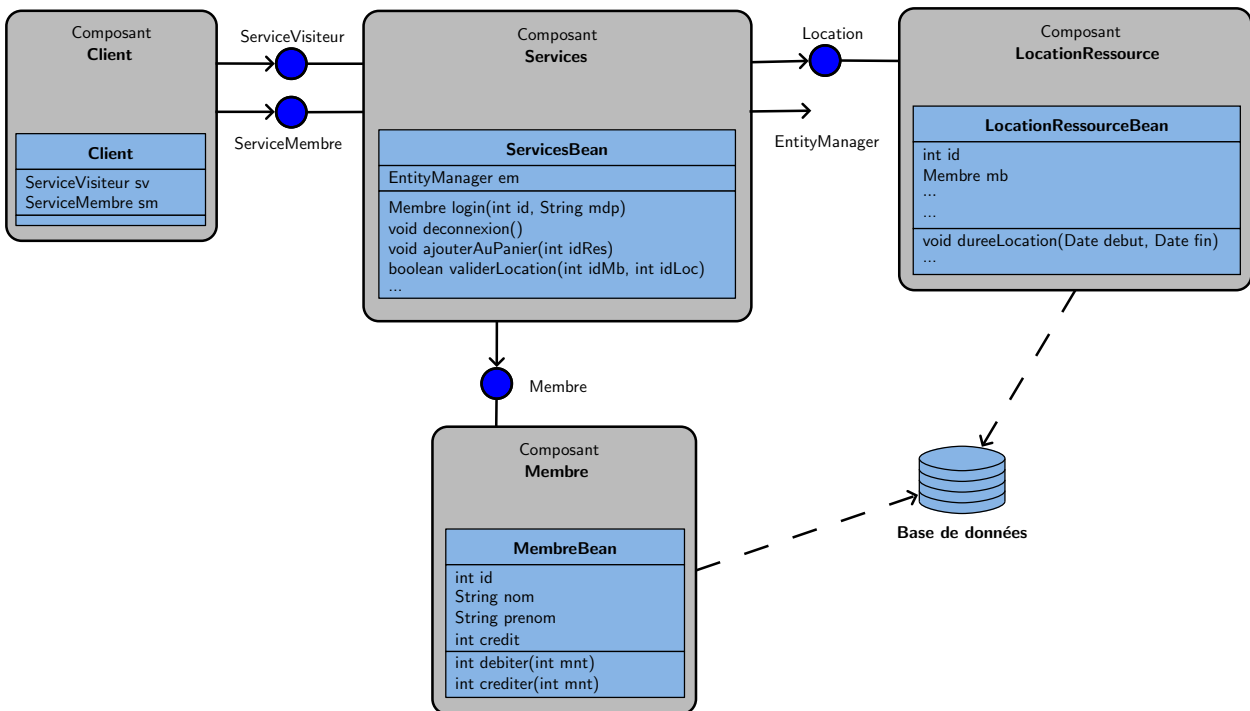 Composant
Client
Client
ServiceVisiteur sv
ServiceMembre sm
ServiceVisiteur
ServiceMembre
Composant
Services
ServicesBean
EntityManager em
Membre login(int id, String mdp)
void deconnexion()
void ajouterAuPanier(int idRes)
boolean validerLocation(int idMb, int idLoc)
...
Location
EntityManager
Composant
LocationRessource
LocationRessourceBean
int id
Membre mb
...
...
void dureeLocation(Date debut, Date fin)
...
Membre
Composant
Membre
MembreBean
int id
String nom
String prenom
int credit
int debiter(int mnt)
int crediter(int mnt)
Base de données